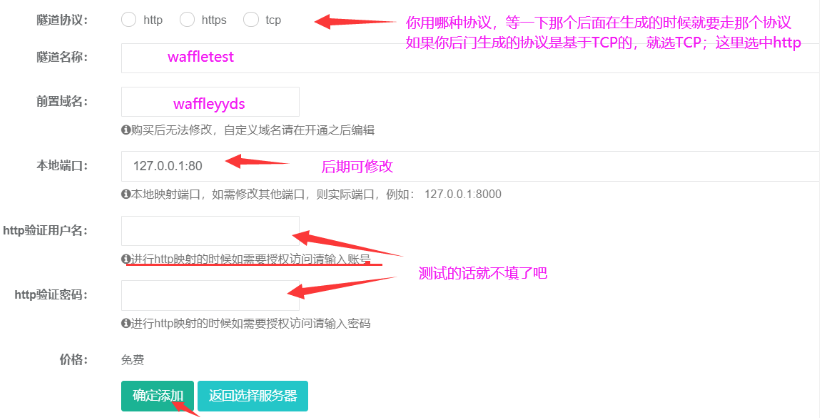 隧道协议：
http
https
tcp
你用哪种协议，等一下那个后面在生成的时候就要走那个协议
如果你后门生成的协议是基于TCP的，就选TCP；这里选中http
隧道名称：
waffletest
前置域名：
waffleyyds
购买后无法修改，自定义域名请在开通之后编辑
本地端口：
127.0.0.1:80
后期可修改
本地映射端口，如需修改其他端口，则实际端口，例如： 127.0.0.1:8000
http验证用户名：
进行http映射的时候如需要授权访问请输入账号
测试的话就不填了吧
http验证密码：
进行http映射的时候如需要授权访问请输入密码
价格：
免费
确定添加
返回选择服务器